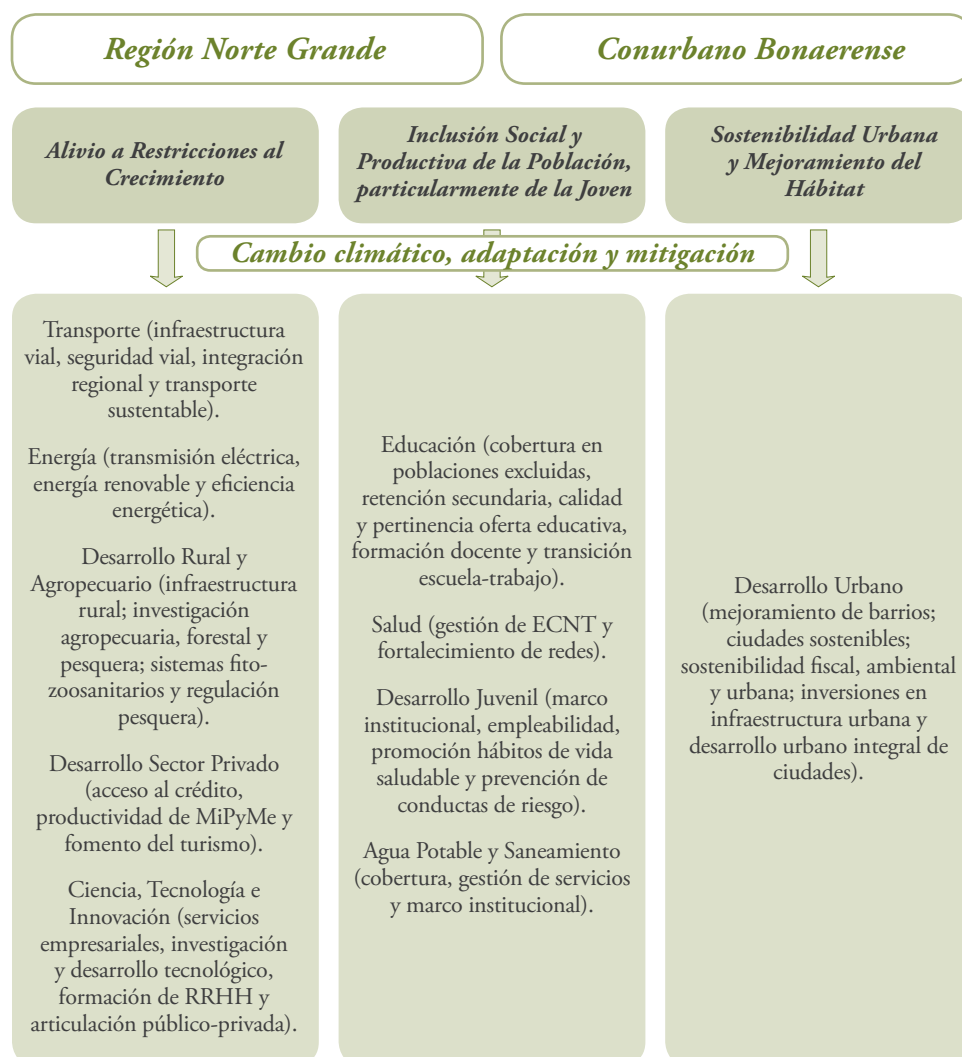 Región Norte Grande
Conurbano Bonaerense
Alivio a Restricciones al
Crecimiento
Inclusión Social y
Productiva de la Población,
particularmente de la Joven
Sostenibilidad Urbana
y Mejoramiento del
Hábitat
Cambio climático, adaptación y mitigación
Transporte (infraestructura
vial, seguridad vial, integración
regional y transporte
sustentable).
Energía (transmisión eléctrica,
energía renovable y eficiencia
energética).
Desarrollo Rural y
Agropecuario (infraestructura
rural; investigación
agropecuaria, forestal y
pesquera; sistemas fito-
zoosanitarios y regulación
pesquera).
Desarrollo Sector Privado
(acceso al crédito,
productividad de MiPyMe y
fomento del turismo).
Ciencia, Tecnología e
Innovación (servicios
empresariales, investigación
y desarrollo tecnológico,
formación de RRHH y
articulación público-privada).
Educación (cobertura en
poblaciones excluidas,
retención secundaria, calidad
y pertinencia oferta educativa,
formación docente y transición
escuela-trabajo).
Salud (gestión de ECNT y
fortalecimiento de redes).
Desarrollo Juvenil (marco
institucional, empleabilidad,
promoción hábitos de vida
saludable y prevención de
conductas de riesgo).
Agua Potable y Saneamiento
(cobertura, gestión de servicios
y marco institucional).
Desarrollo Urbano
(mejoramiento de barrios;
ciudades sostenibles;
sostenibilidad fiscal, ambiental
y urbana; inversiones en
infraestructura urbana y
desarrollo urbano integral de
ciudades).